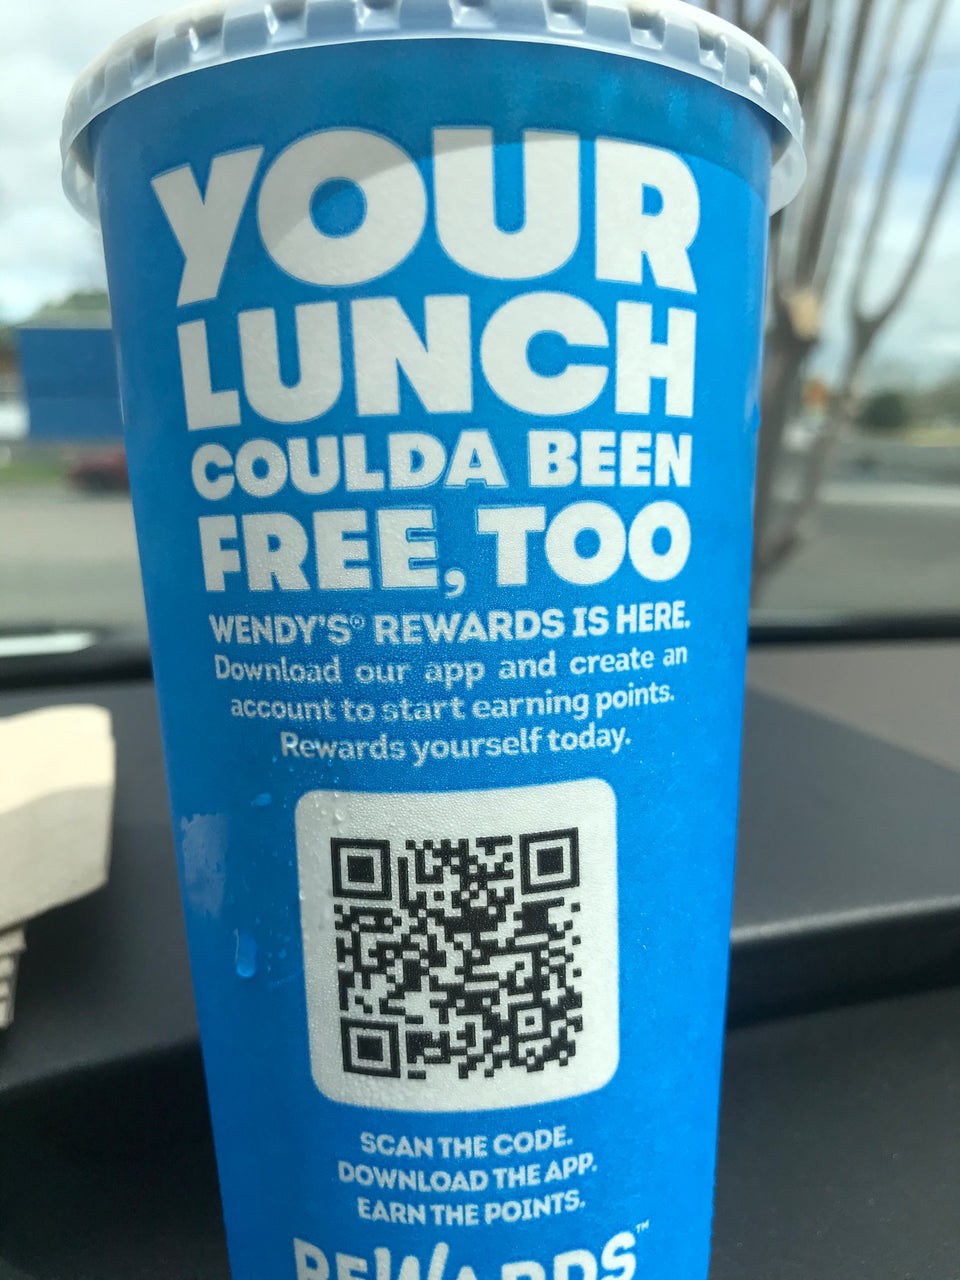 YOUR
LUNCH
COULDA BEEN
FREE, TOO
WENDY'S® REWARDS IS HERE.
Download our app and create an
account to start earning points.
Rewards yourself today.
SCAN THE CODE.
DOWNLOAD THE APP.
EARN THE POINTS.
REWARDS™